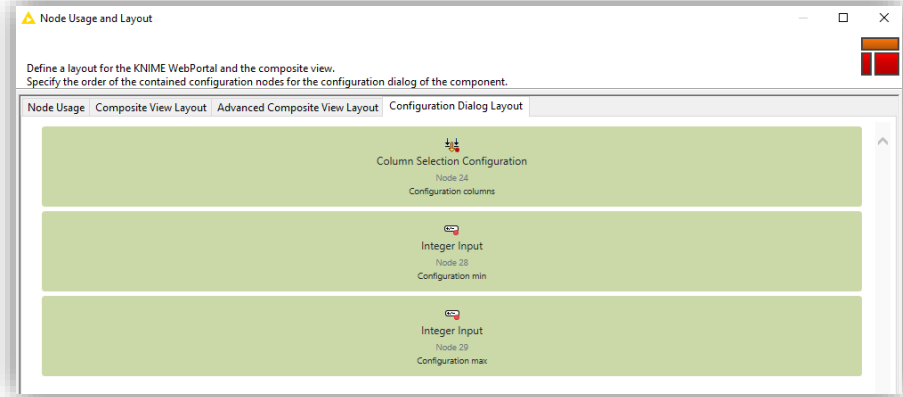 Node Usage and Layout
Define a layout for the KNIME WebPortal and the composite view.
Specify the order of the contained configuration nodes for the configuration dialog of the component.
Node Usage Composite View Layout Advanced Composite View Layout Configuration Dialog Layout
Column Selection Configuration
Node 24
Configuration columns
Integer Input
Node 28
Configuration min
Integer Input
Node 29
Configuration max